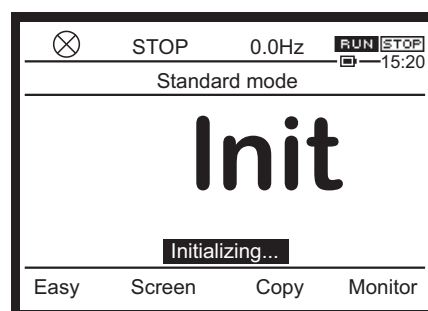 STOP 0.0Hz RUN STOP
15:20
Standard mode
Init
Initializing...
Easy Screen Copy Monitor